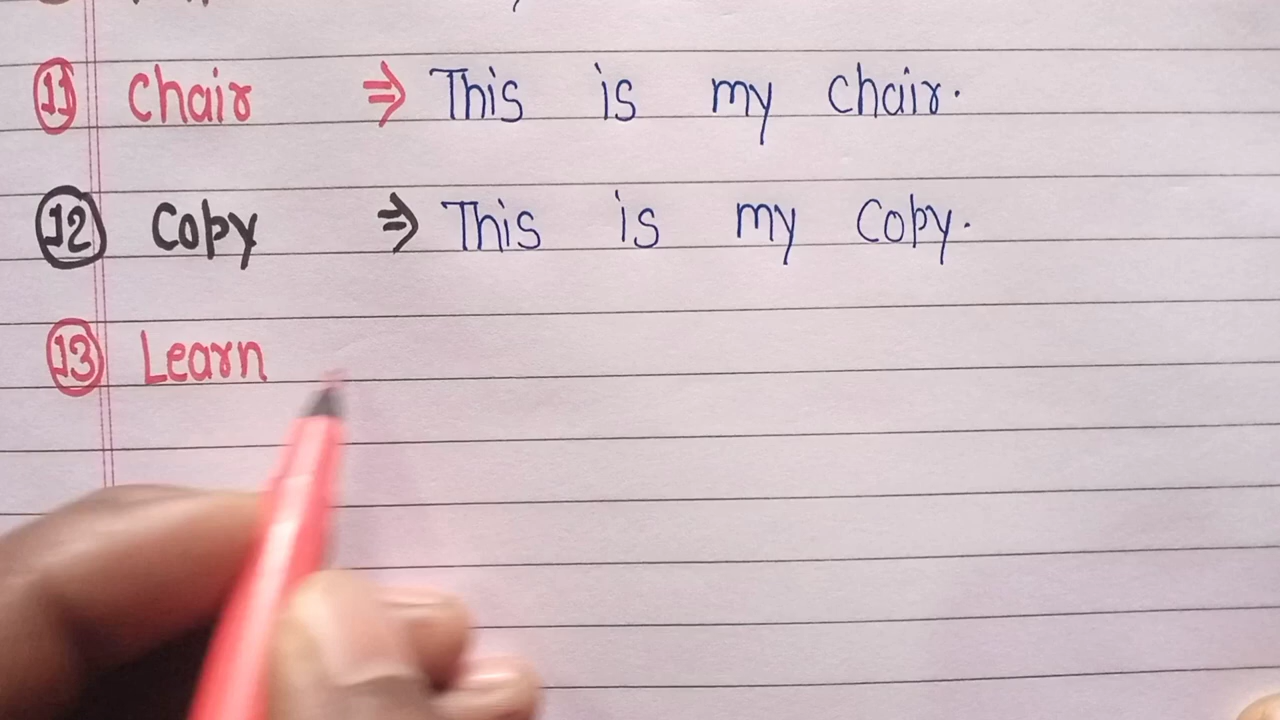 11 Chair ⇒ This is my chair.
12 Copy ⇒ This is my Copy.
13 Learn